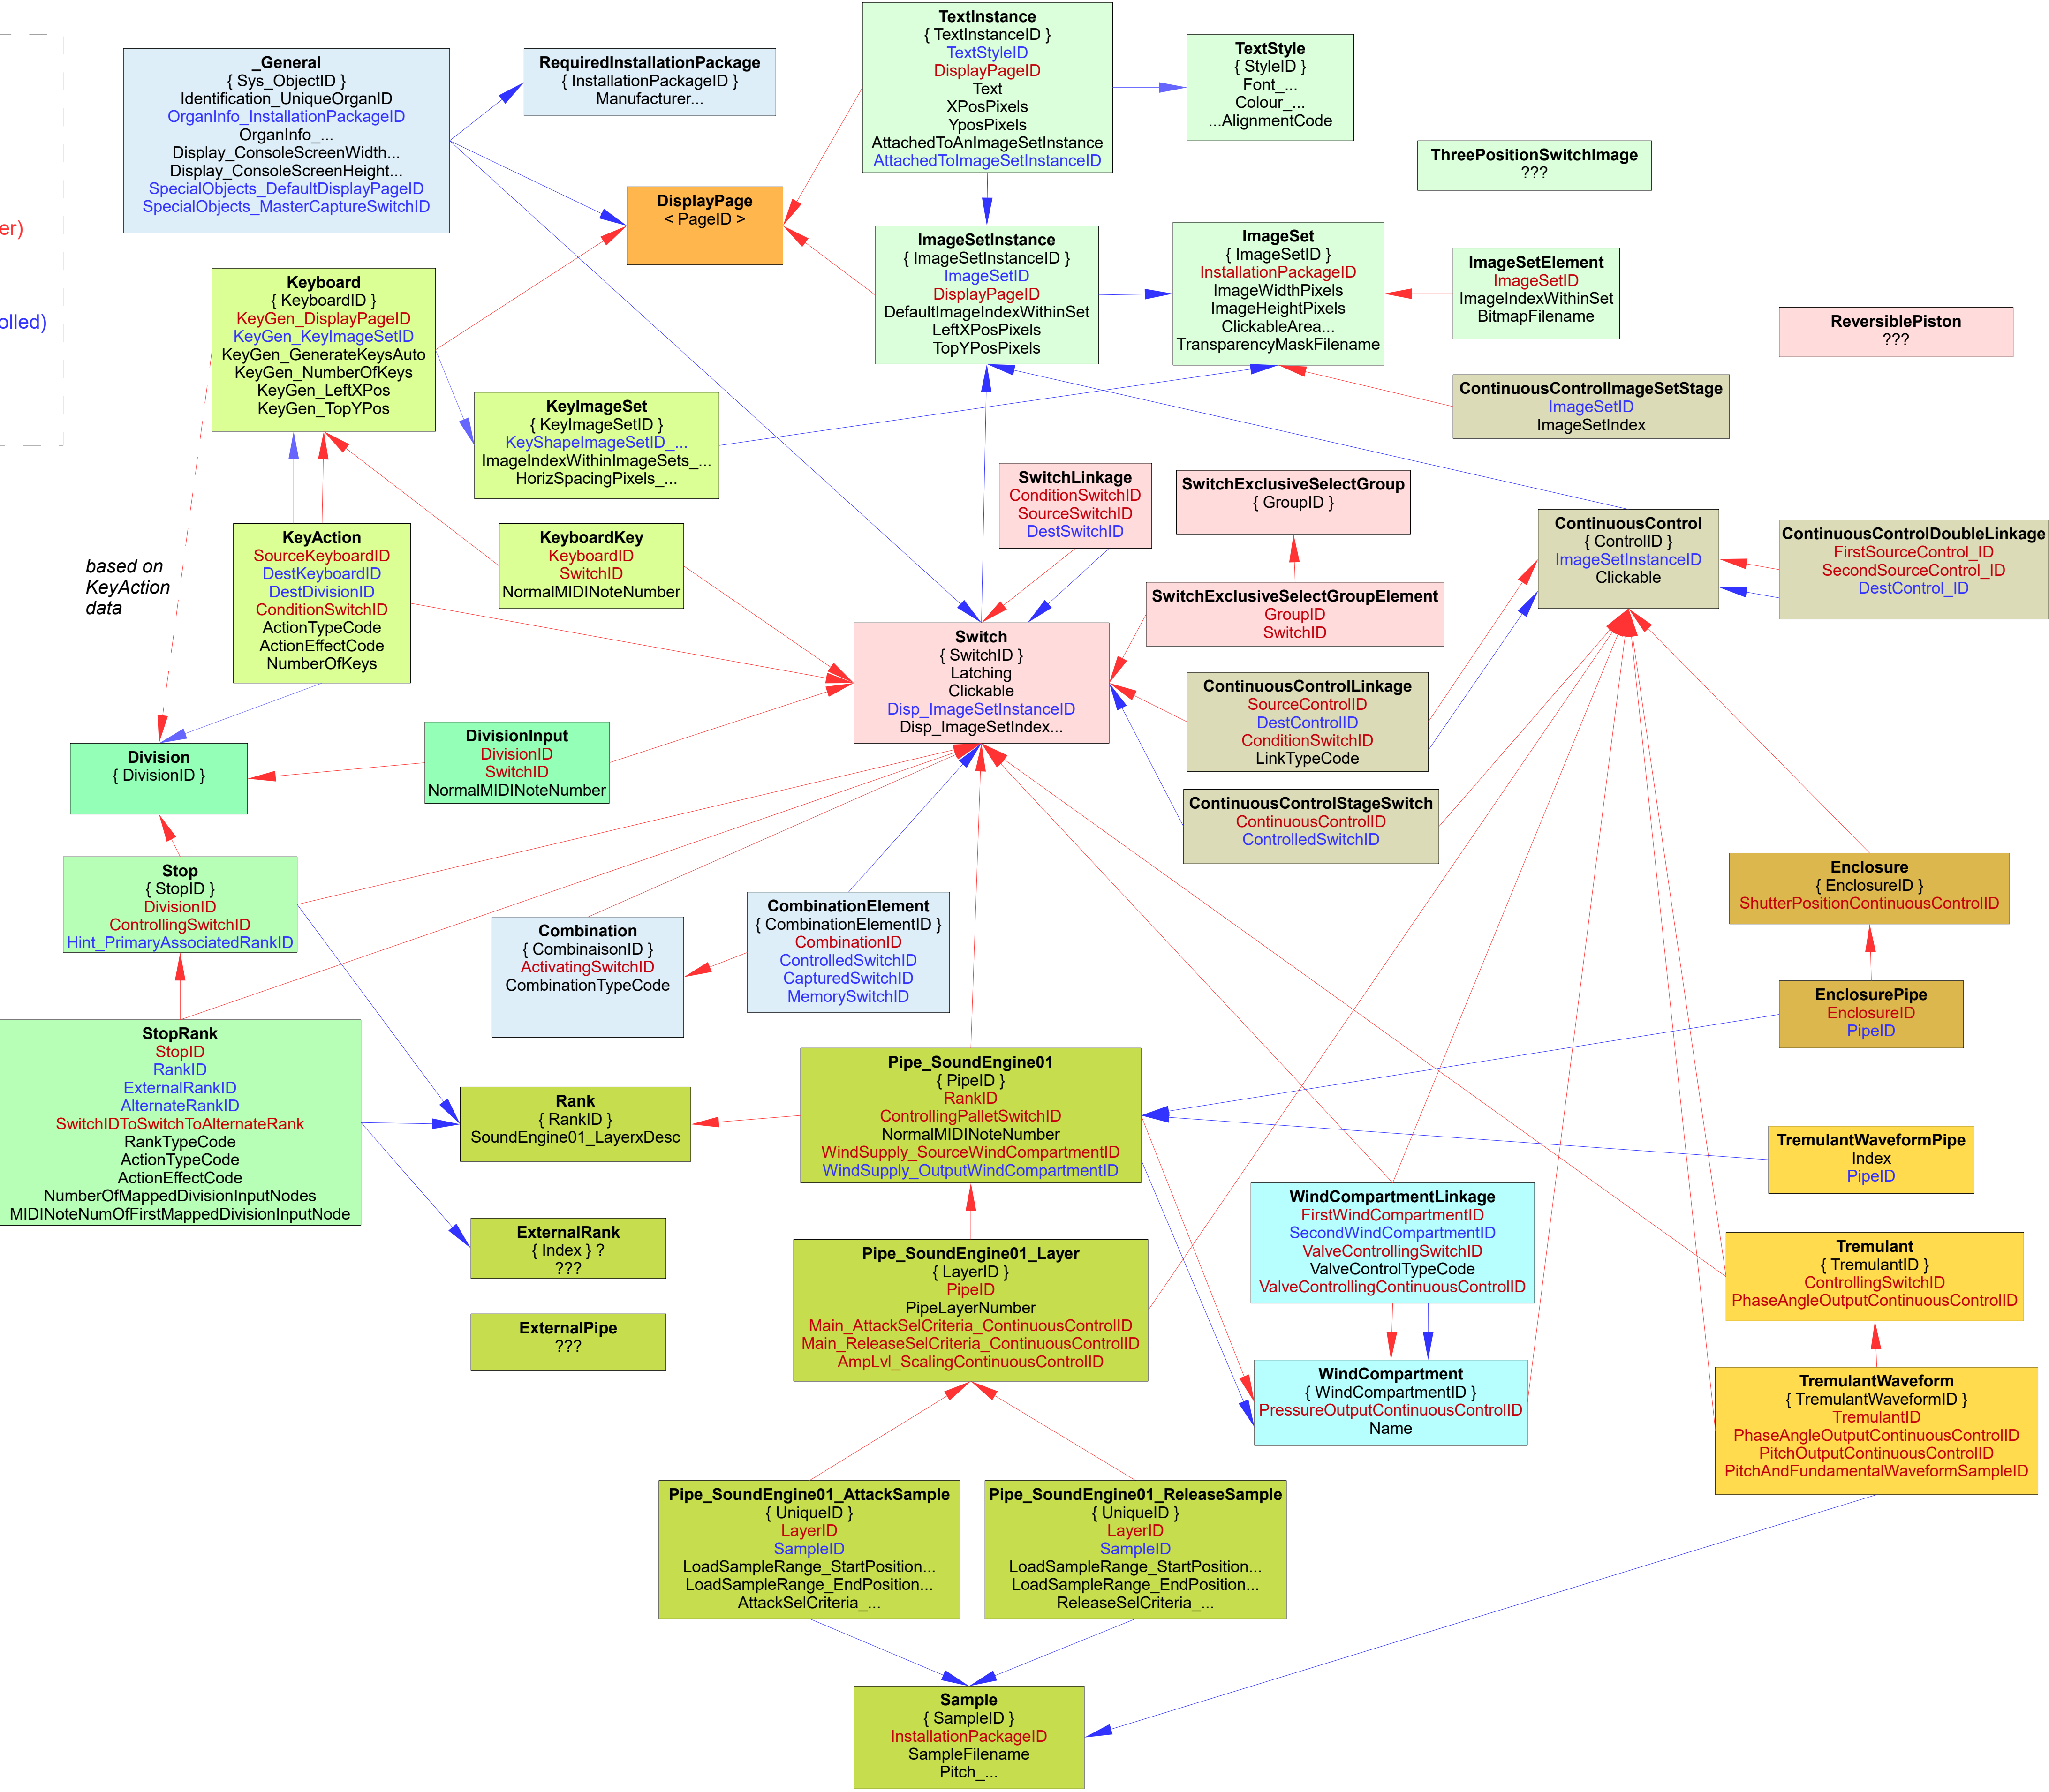 er)
olled)
_General
{ Sys_ObjectID }
Identification_UniqueOrganID
OrganInfo_InstallationPackageID
OrganInfo_...
Display_ConsoleScreenWidth...
Display_ConsoleScreenHeight...
SpecialObjects_DefaultDisplayPageID
SpecialObjects_MasterCaptureSwitchID
RequiredInstallationPackage
{ InstallationPackageID }
Manufacturer...
TextInstance
{ TextInstanceID }
TextStyleID
DisplayPageID
Text
XPosPixels
YposPixels
AttachedToAnImageSetInstance
AttachedToImageSetInstanceID
TextStyle
{ StyleID }
Font_...
Colour_...
...AlignmentCode
ThreePositionSwitchImage
???
DisplayPage
< PageID >
ImageSetInstance
{ ImageSetInstanceID }
ImageSetID
DisplayPageID
DefaultImageIndexWithinSet
LeftXPosPixels
TopYPosPixels
ImageSet
{ ImageSetID }
InstallationPackageID
ImageWidthPixels
ImageHeightPixels
ClickableArea...
TransparencyMaskFilename
ImageSetElement
ImageSetID
ImageIndexWithinSet
BitmapFilename
ReversiblePiston
???
Keyboard
{ KeyboardID }
KeyGen_DisplayPageID
KeyGen_KeyImageSetID
KeyGen_GenerateKeysAuto
KeyGen_NumberOfKeys
KeyGen_LeftXPos
KeyGen_TopYPos
KeyImageSet
{ KeyImageSetID }
KeyShapeImageSetID_...
ImageIndexWithinImageSets_...
HorizSpacingPixels_...
ContinuousControlImageSetStage
ImageSetID
ImageSetIndex
SwitchLinkage
ConditionSwitchID
SourceSwitchID
DestSwitchID
SwitchExclusiveSelectGroup
{ GroupID }
ContinuousControl
{ ControlID }
ImageSetInstanceID
Clickable
ContinuousControlDoubleLinkage
FirstSourceControl_ID
SecondSourceControl_ID
DestControl_ID
based on
KeyAction
data
KeyAction
SourceKeyboardID
DestKeyboardID
DestDivisionID
ConditionSwitchID
ActionTypeCode
ActionEffectCode
NumberOfKeys
KeyboardKey
KeyboardID
SwitchID
NormalMIDINoteNumber
SwitchExclusiveSelectGroupElement
GroupID
SwitchID
Switch
{ SwitchID }
Latching
Clickable
Disp_ImageSetInstanceID
Disp_ImageSetIndex...
ContinuousControlLinkage
SourceControlID
DestControlID
ConditionSwitchID
LinkTypeCode
Division
{ DivisionID }
DivisionInput
DivisionID
SwitchID
NormalMIDINoteNumber
ContinuousControlStageSwitch
ContinuousControlID
ControlledSwitchID
Stop
{ StopID }
DivisionID
ControllingSwitchID
Hint_PrimaryAssociatedRankID
Combination
{ CombinaisonID }
ActivatingSwitchID
CombinationTypeCode
CombinationElement
{ CombinationElementID }
CombinationID
ControlledSwitchID
CapturedSwitchID
MemorySwitchID
Enclosure
{ EnclosureID }
ShutterPositionContinuousControlID
EnclosurePipe
EnclosureID
PipeID
StopRank
StopID
RankID
ExternalRankID
AlternateRankID
SwitchIDToSwitchToAlternateRank
RankTypeCode
ActionTypeCode
ActionEffectCode
NumberOfMappedDivisionInputNodes
MIDINoteNumOfFirstMappedDivisionInputNode
Rank
{ RankID }
SoundEngine01_LayerxDesc
Pipe_SoundEngine01
{ PipeID }
RankID
ControllingPalletSwitchID
NormalMIDINoteNumber
WindSupply_SourceWindCompartmentID
WindSupply_OutputWindCompartmentID
TremulantWaveformPipe
Index
PipeID
ExternalRank
{ Index } ?
???
Pipe_SoundEngine01_Layer
{ LayerID }
PipeID
PipeLayerNumber
Main_AttackSelCriteria_ContinuousControlID
Main_ReleaseSelCriteria_ContinuousControlID
AmpLvl_ScalingContinuousControlID
WindCompartmentLinkage
FirstWindCompartmentID
SecondWindCompartmentID
ValveControllingSwitchID
ValveControlTypeCode
ValveControllingContinuousControlID
Tremulant
{ TremulantID }
ControllingSwitchID
PhaseAngleOutputContinuousControlID
ExternalPipe
???
WindCompartment
{ WindCompartmentID }
PressureOutputContinuousControlID
Name
TremulantWaveform
{ TremulantWaveformID }
TremulantID
PhaseAngleOutputContinuousControlID
PitchOutputContinuousControlID
PitchAndFundamentalWaveformSampleID
Pipe_SoundEngine01_AttackSample
{ UniqueID }
LayerID
SampleID
LoadSampleRange_StartPosition...
LoadSampleRange_EndPosition...
AttackSelCriteria_...
Pipe_SoundEngine01_ReleaseSample
{ UniqueID }
LayerID
SampleID
LoadSampleRange_StartPosition...
LoadSampleRange_EndPosition...
ReleaseSelCriteria_...
Sample
{ SampleID }
InstallationPackageID
SampleFilename
Pitch_...